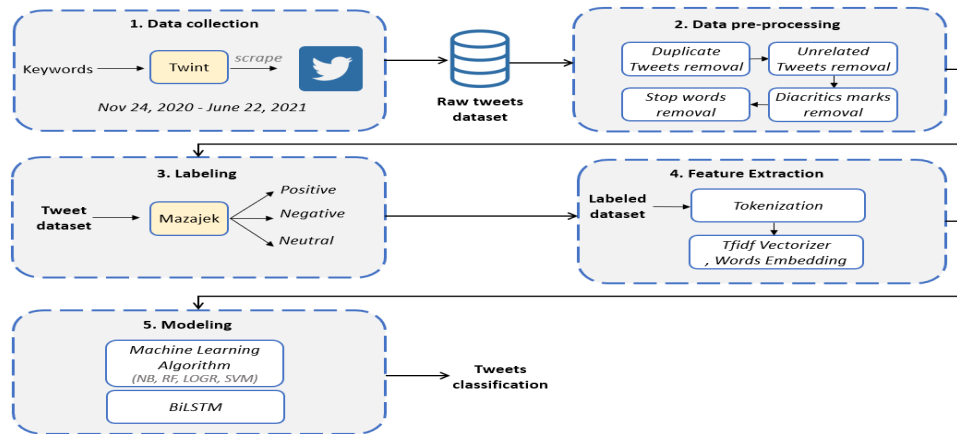 1. Data collection
Keywords
Twint
scrape
Nov 24, 2020 - June 22, 2021
Raw tweets
dataset
2. Data pre-processing
Duplicate
Tweets removal
Unrelated
Tweets removal
Stop words
removal
Diacritics marks
removal
3. Labeling
Tweet
dataset
Mazajek
Positive
Negative
Neutral
4. Feature Extraction
Labeled
dataset
Tokenization
Tfidf Vectorizer
, Words Embedding
5. Modeling
Machine Learning
Algorithm
(NB, RF, LOGR, SVM)
BiLSTM
Tweets
classification